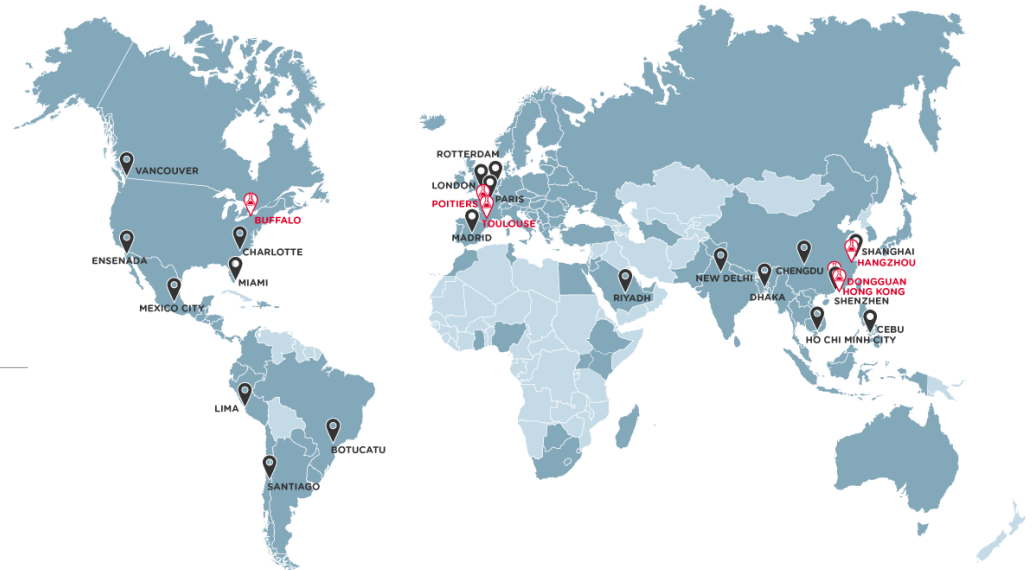 VANCOUVER
BUFFALO
ENSENADA
CHARLOTTE
MIAMI
MEXICO CITY
LIMA
BOTUCATU
SANTIAGO
ROTTERDAM
LONDON
PARIS
POITIERS
TOULOUSE
MADRID
RIYADH
NEW DELHI
DHAKA
CHENGDU
SHANGHAI
HANGZHOU
DONGGUAN
HONG KONG
SHENZHEN
CEBU
HO CHI MINH CITY